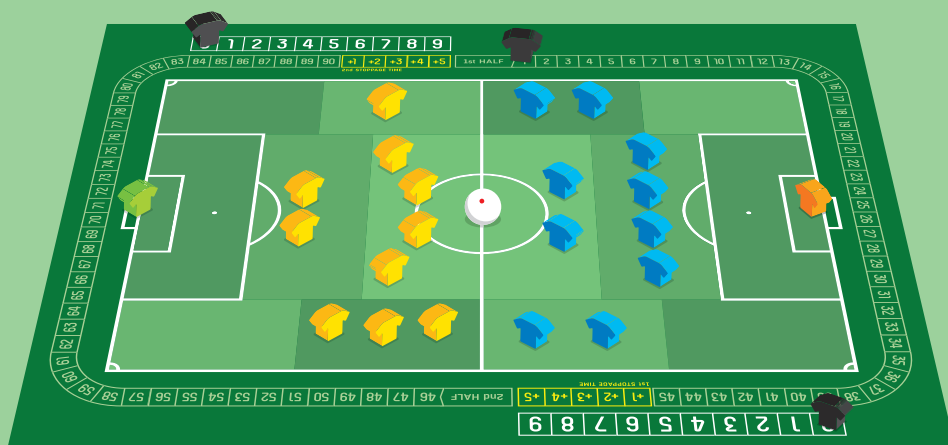 1 2 3 4 5 6 7 8 9
83 84 85 86 87 88 89 90 +1 +2 +3 +4 +5 1st HALF 2 3 4 5 6 7 8 9 10 11 12 13 14 15
2nd STOPPAGE TIME
16 17 18 19 20 21 22 23 24 25 26 27 28 29 30 31 32 33 34 35 36 37 38
1st STOPPAGE TIME
40 41 42 43 44 45 +1 +2 +3 +4 +5 2nd HALF 46 47 48 49 50 51 52 53 54 55 56 57 58
59 60 61 62 63 64 65 66 67 68 69 70 71 72 73 74 75 76 77 78 79 80 81 82
1 2 3 4 5 6 7 8 9